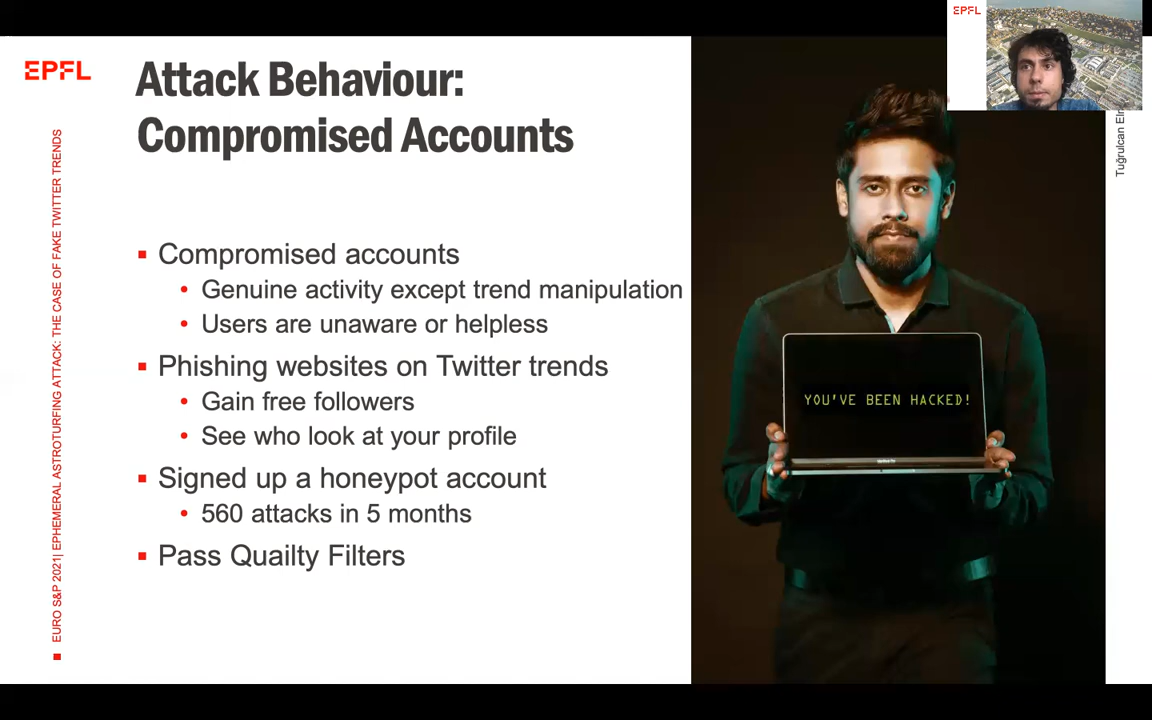 EPFL
Attack Behaviour:
Compromised Accounts
EURO S&P 2021| EPHEMERAL ASTROTURFING ATTACK: THE CASE OF FAKE TWITTER TRENDS
Compromised accounts
Genuine activity except trend manipulation
Users are unaware or helpless
Phishing websites on Twitter trends
Gain free followers
See who look at your profile
Signed up a honeypot account
560 attacks in 5 months
Pass Quailty Filters
YOU'VE BEEN HACKED!
EPFL
Tuğrulcan